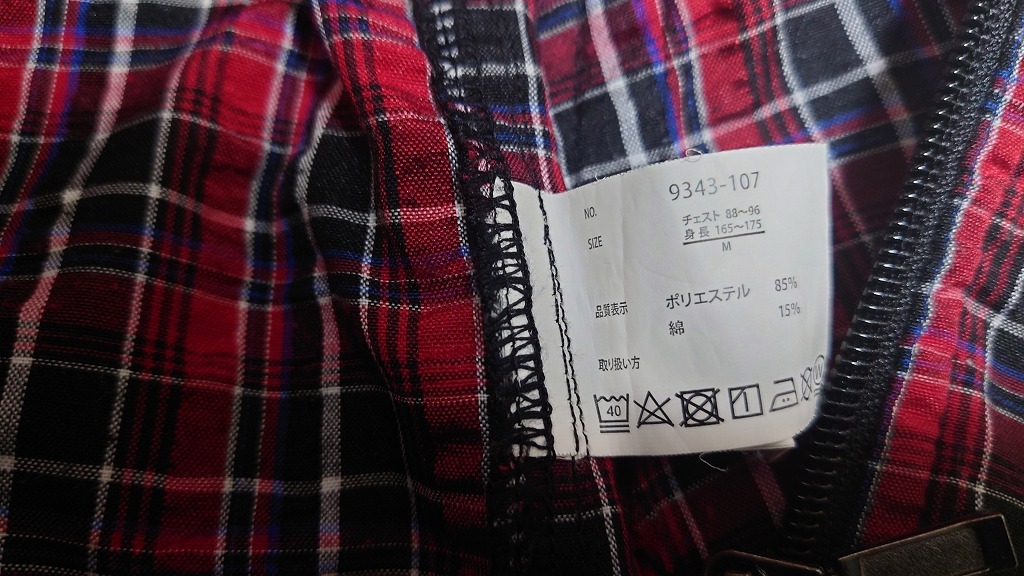 NO. 9343-107
SIZE チェスト 88〜96
身長 165〜175
M
品質表示 ポリエステル 85%
綿 15%
取り扱い方
40